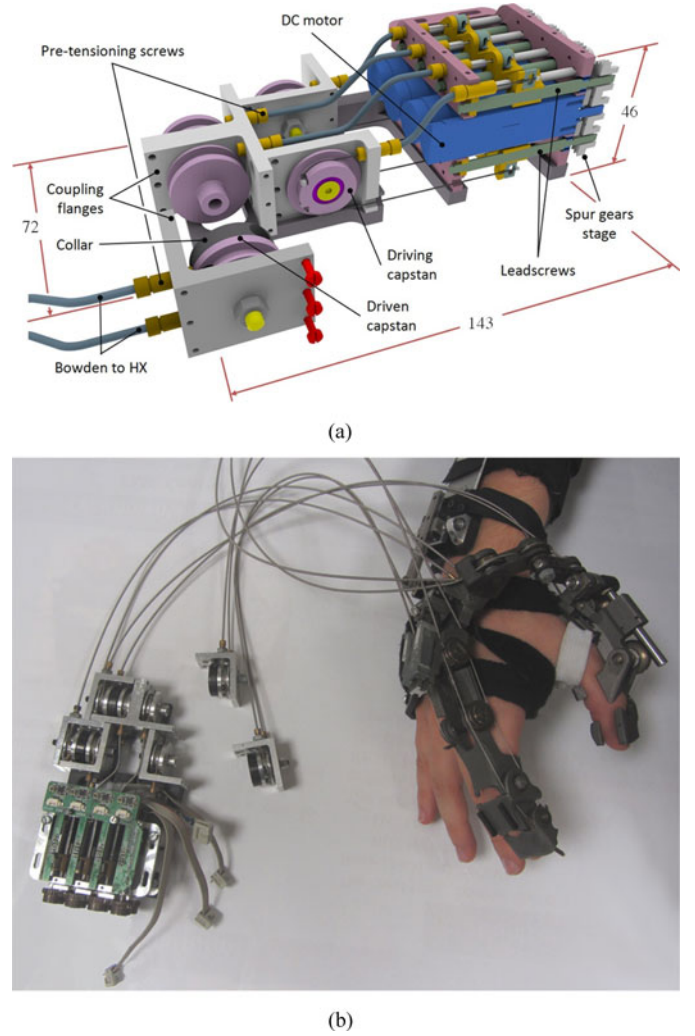 DC motor
Pre-tensioning screws
46
Coupling
flanges
72
Collar
Driving
capstan
Spur gears
stage
Leadscrews
Driven
capstan
143
Bowden to HX
(a)
(b)